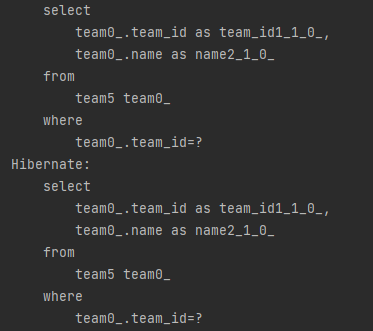 select
team0_.team_id as team_id1_1_0_,
team0_.name as name2_1_0_
from
team5 team0_
where
team0_.team_id=?
Hibernate:
select
team0_.team_id as team_id1_1_0_,
team0_.name as name2_1_0_
from
team5 team0_
where
team0_.team_id=?